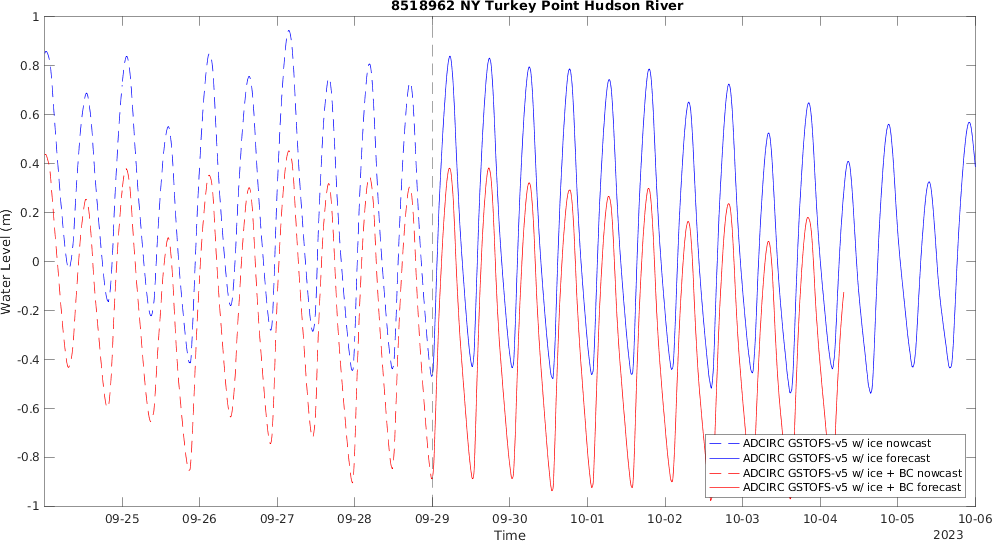 8518962 NY Turkey Point Hudson River
1
0.8
0.6
0.4
0.2
0
-0.2
-0.4
-0.6
-0.8
-1
Water Level (m)
ADCIRC GSTOFS-v5 w/ ice nowcast
ADCIRC GSTOFS-v5 w/ ice forecast
ADCIRC GSTOFS-v5 w/ ice + BC nowcast
ADCIRC GSTOFS-v5 w/ ice + BC forecast
09-25 09-26 09-27 09-28 09-29 09-30 10-01 10-02 10-03 10-04 10-05 10-06
Time
2023